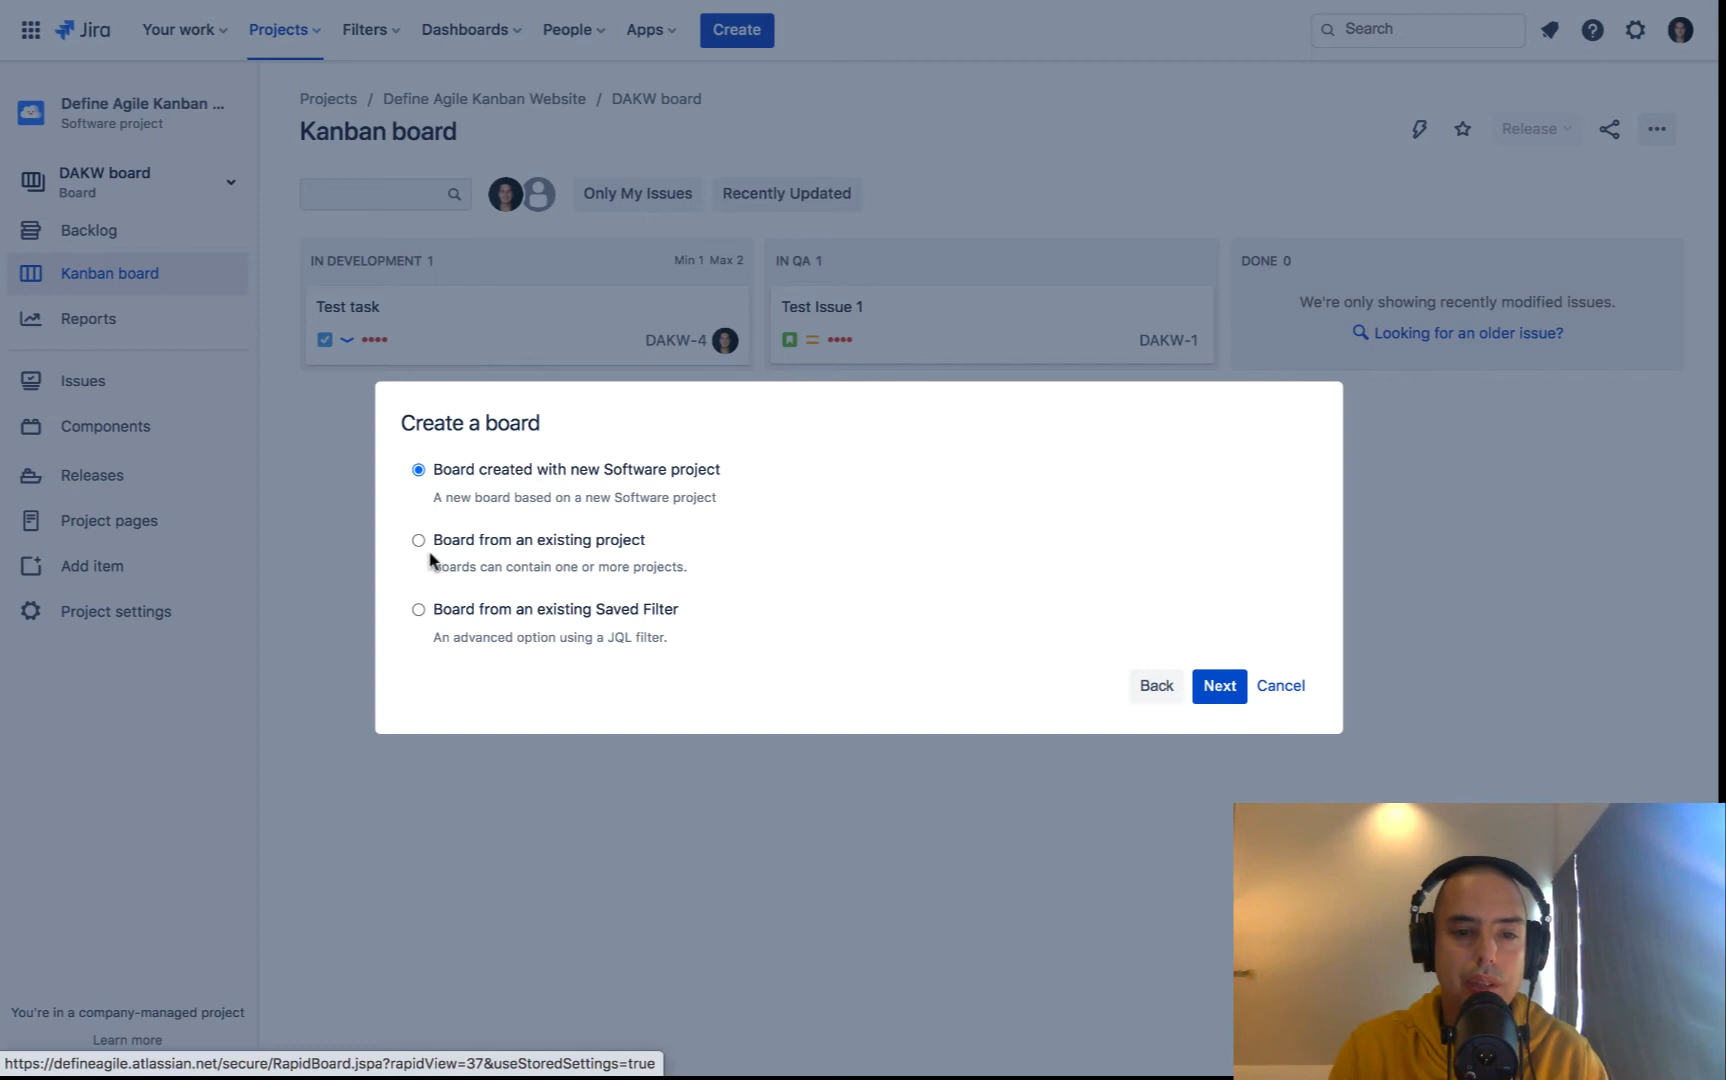 Jira
Your work
Projects
Filters
Dashboards
People
Apps
Create
Search
Define Agile Kanban ...
Software project
DAKW board
Board
Backlog
Kanban board
Reports
Issues
Components
Releases
Project pages
Add item
Project settings
You're in a company-managed project
Learn more
Projects / Define Agile Kanban Website / DAKW board
Kanban board
Release
Only My Issues
Recently Updated
IN DEVELOPMENT 1
Min 1 Max 2
Test task
DAKW-4
IN QA 1
Test Issue 1
DAKW-1
DONE 0
We're only showing recently modified issues.
Looking for an older issue?
Create a board
Board created with new Software project
A new board based on a new Software project
Board from an existing project
oards can contain one or more projects.
Board from an existing Saved Filter
An advanced option using a JQL filter.
Back
Next
Cancel
https://defineagile.atlassian.net/secure/RapidBoard.jspa?rapidView=37&useStoredSettings=true